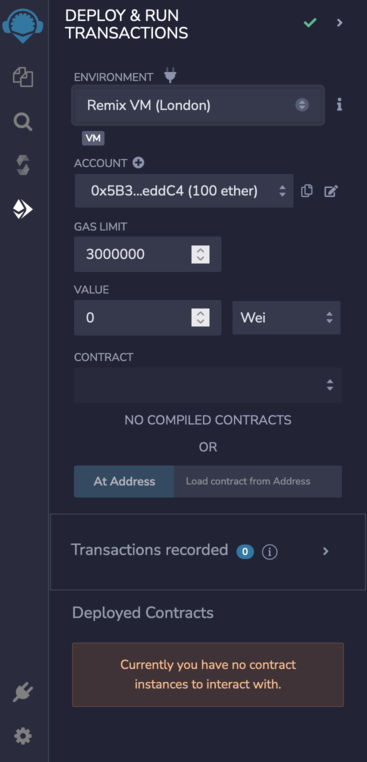 DEPLOY & RUN
TRANSACTIONS
ENVIRONMENT
Remix VM (London)
VM
ACCOUNT
0x5B3...eddC4 (100 ether)
GAS LIMIT
3000000
VALUE
0
Wei
CONTRACT
NO COMPILED CONTRACTS
OR
At Address
Load contract from Address
Transactions recorded 0
Deployed Contracts
Currently you have no contract
instances to interact with.